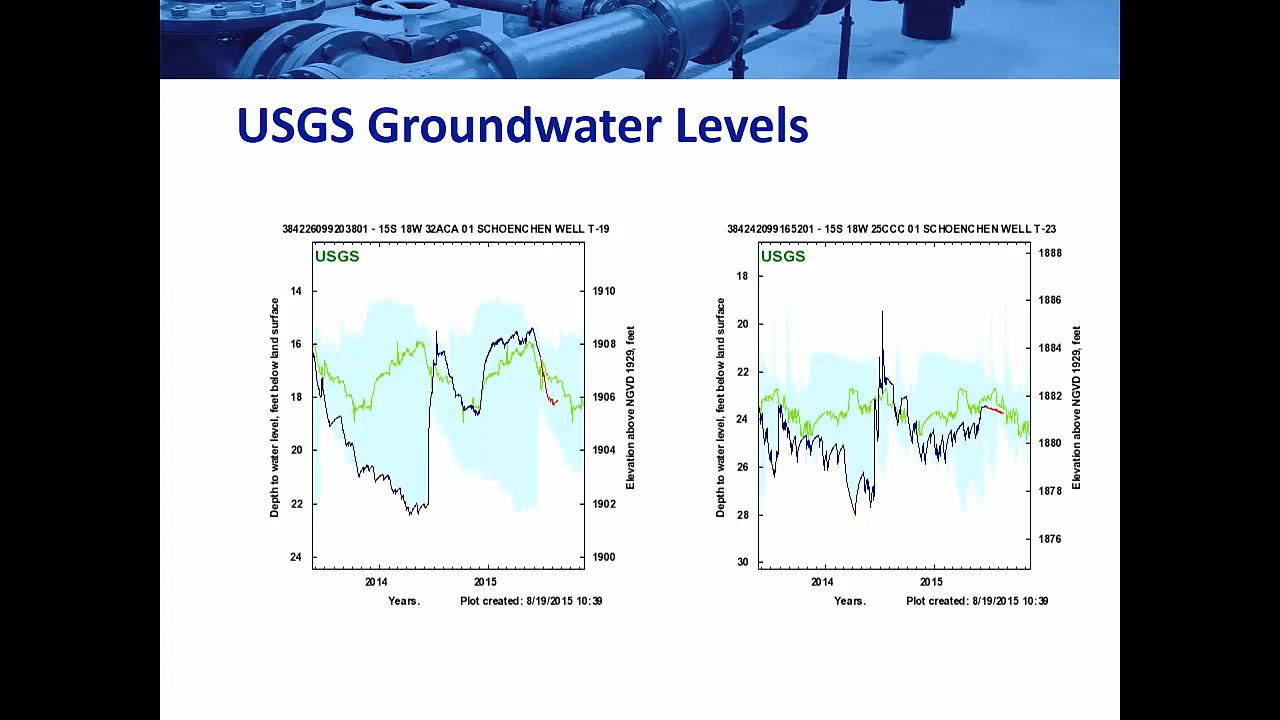 USGS Groundwater Levels
384226099203801 - 15S 18W 32ACA 01 SCHOENCHEN WELL T-19
USGS
Depth to water level, feet below land surface
14
16
18
20
22
24
1910
1908
1906
1904
1902
1900
Elevation above NGVD 1929, feet
2014
2015
Years.
Plot created: 8/19/2015 10:39
384242099165201 - 15S 18W 25CCC 01 SCHOENCHEN WELL T-23
USGS
Depth to water level, feet below land surface
18
20
22
24
26
28
30
1888
1886
1884
1882
1880
1878
1876
Elevation above NGVD 1929, feet
2014
2015
Years.
Plot created: 8/19/2015 10:39